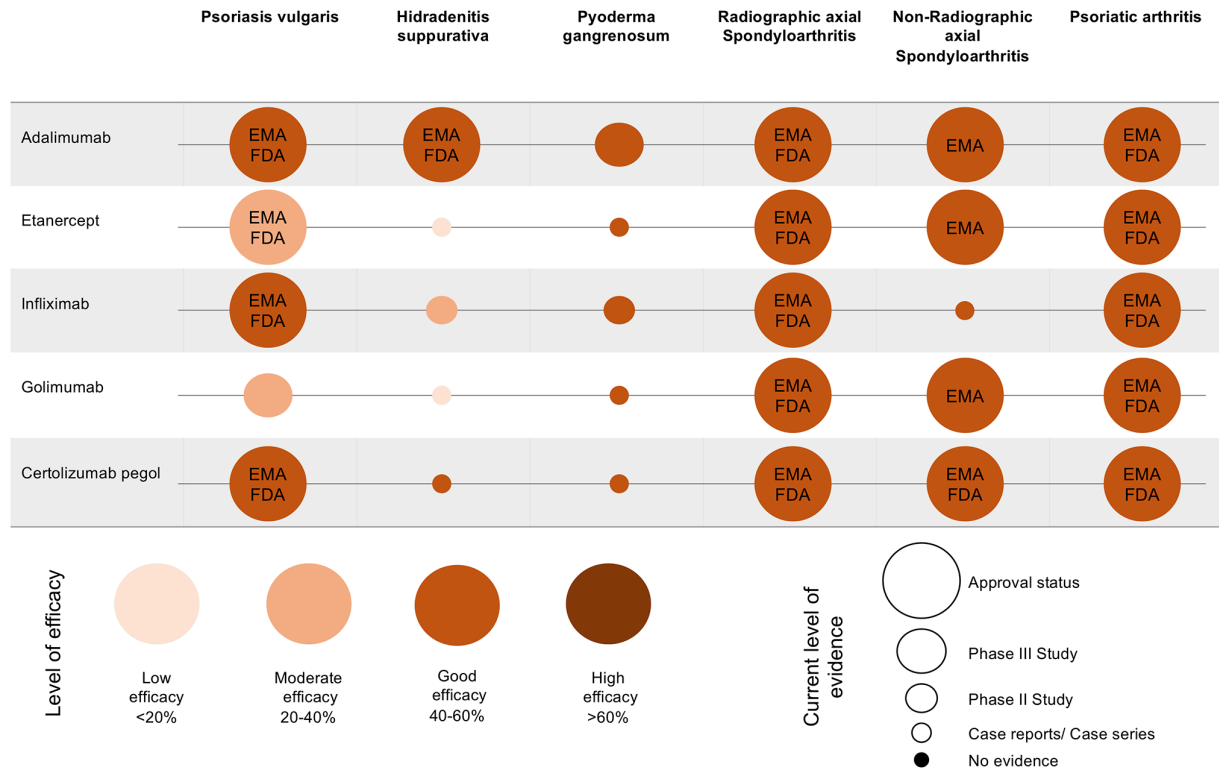 Psoriasis vulgaris
Hidradenitis
suppurativa
Pyoderma
gangrenosum
Radiographic axial
Spondyloarthritis
Non-Radiographic
axial
Spondyloarthritis
Psoriatic arthritis
Adalimumab
EMA
FDA
EMA
FDA
EMA
FDA
EMA
EMA
FDA
Etanercept
EMA
FDA
EMA
FDA
EMA
EMA
FDA
Infliximab
EMA
FDA
EMA
FDA
EMA
FDA
Golimumab
EMA
FDA
EMA
EMA
FDA
Certolizumab pegol
EMA
FDA
EMA
FDA
EMA
FDA
EMA
FDA
Level of efficacy
Low
efficacy
<20%
Moderate
efficacy
20-40%
Good
efficacy
40-60%
High
efficacy
>60%
Current level of
evidence
Approval status
Phase III Study
Phase II Study
Case reports/ Case series
No evidence